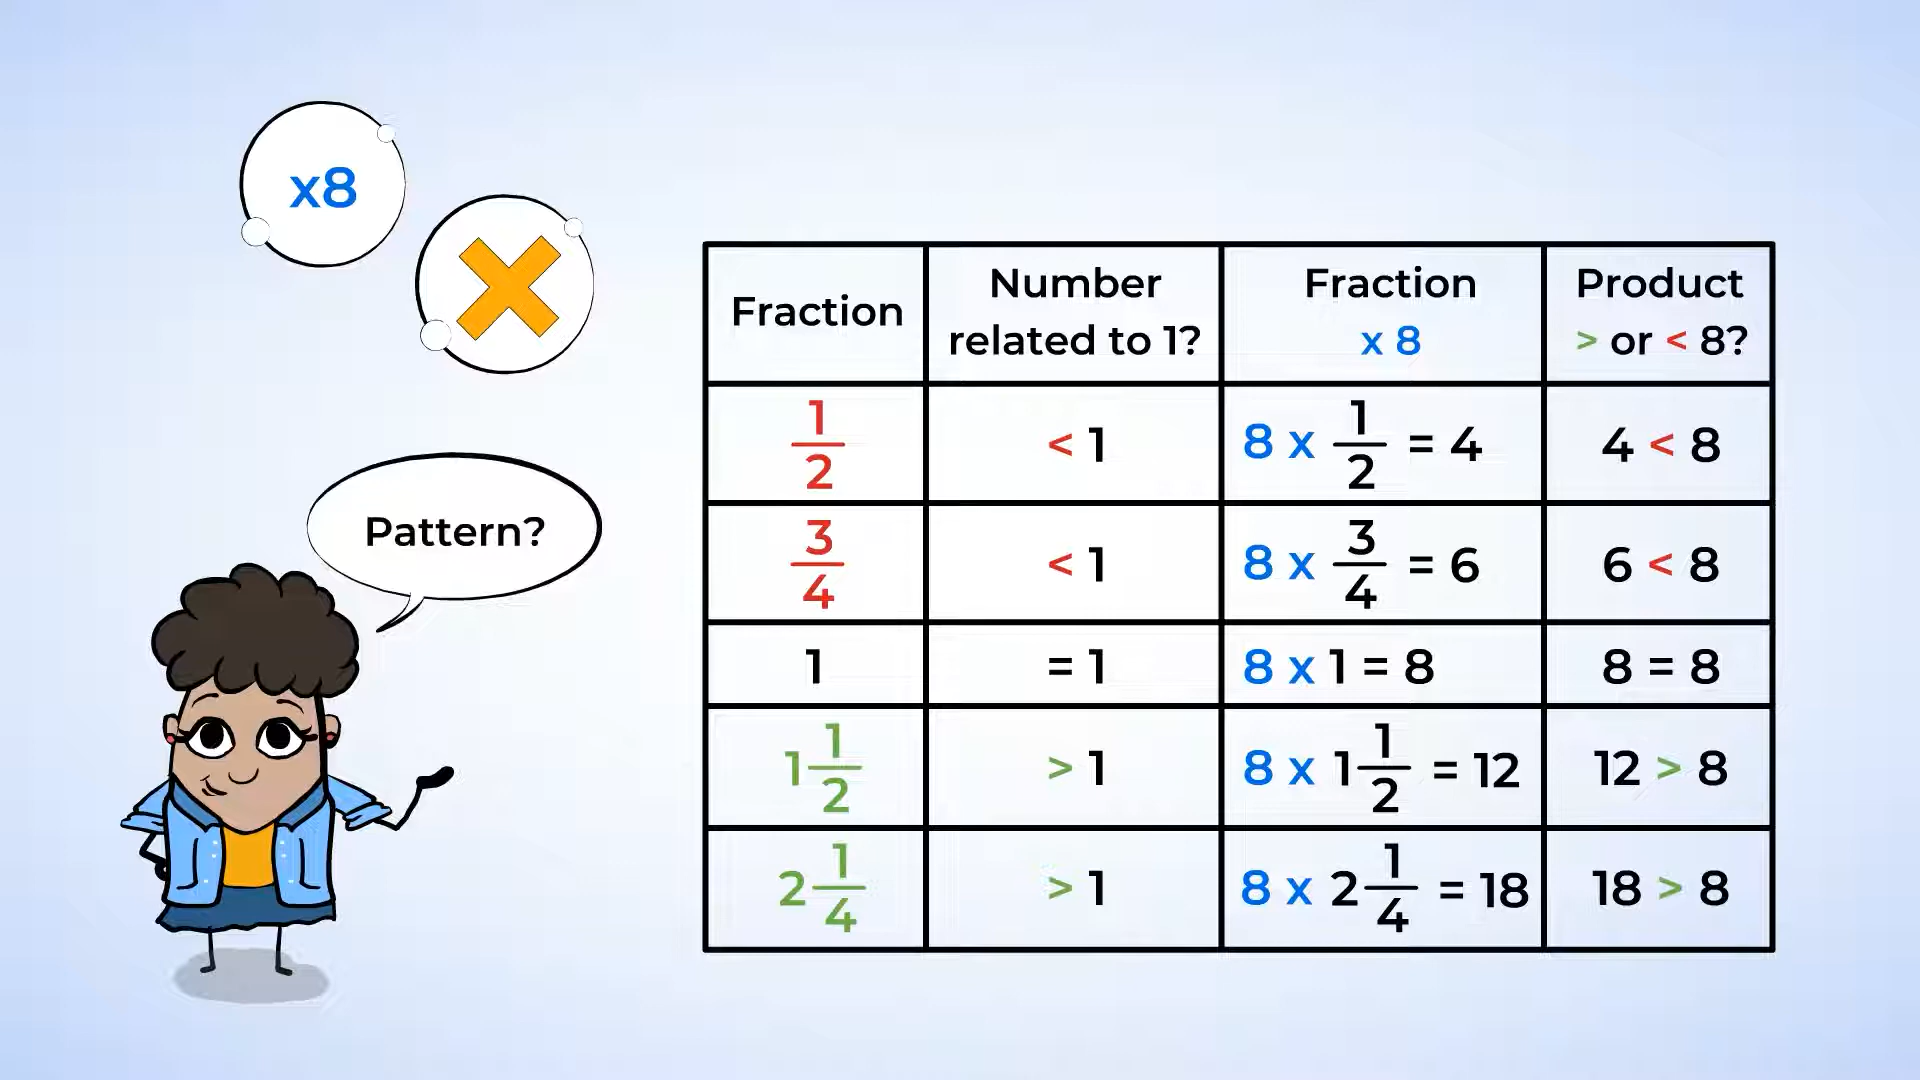 x8
Pattern?
Fraction
Number
related to 1?
Fraction
x 8
Product
> or < 8?
1/2
< 1
8 x 1/2 = 4
4 < 8
3/4
< 1
8 x 3/4 = 6
6 < 8
1
= 1
8 x 1 = 8
8 = 8
1 1/2
> 1
8 x 1 1/2 = 12
12 > 8
2 1/4
> 1
8 x 2 1/4 = 18
18 > 8